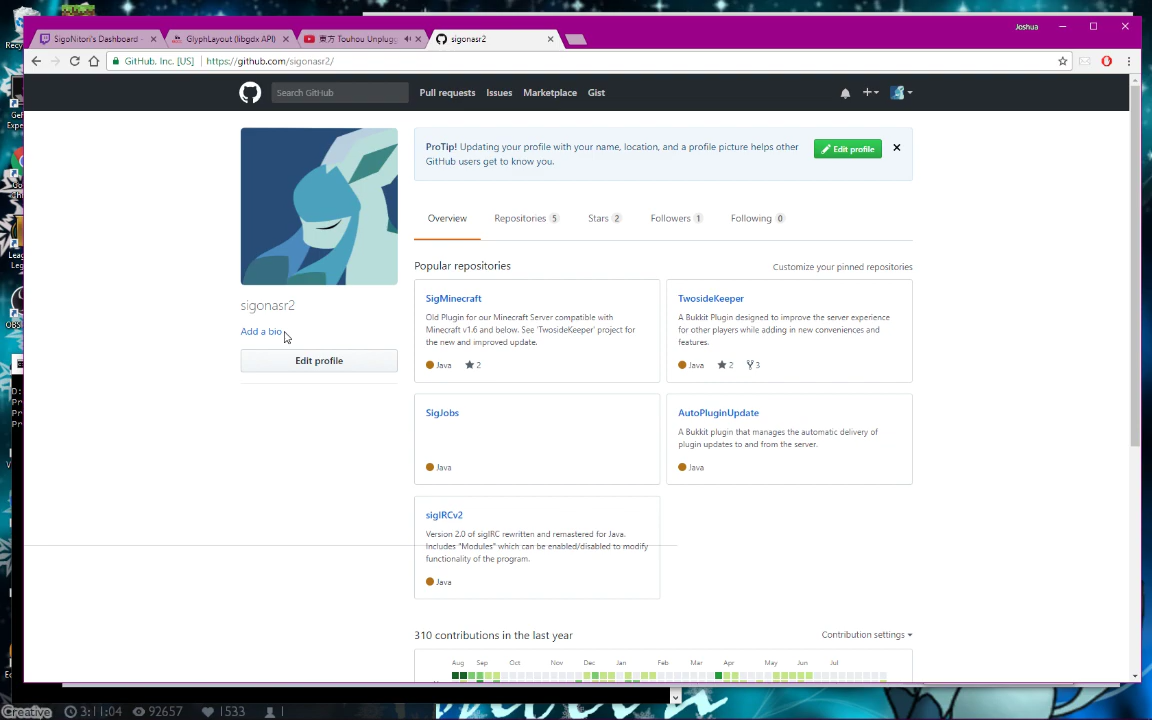 Joshua
SigoNitori's Dashboard -
GlyphLayout (libgdx API)
東方 Touhou Unplugg
sigonasr2
GitHub, Inc. [US] https://github.com/sigonasr2/
Search GitHub
Pull requests Issues Marketplace Gist
ProTip! Updating your profile with your name, location, and a profile picture helps other
GitHub users get to know you.
Edit profile
Overview Repositories 5 Stars 2 Followers 1 Following 0
sigonasr2
Add a bio
Edit profile
Popular repositories
Customize your pinned repositories
SigMinecraft
Old Plugin for our Minecraft Server compatible with
Minecraft v1.6 and below. See 'TwosideKeeper' project for
the new and improved update.
Java 2
TwosideKeeper
A Bukkit Plugin designed to improve the server experience
for other players while adding in new conveniences and
features.
Java 2 3
SigJobs
Java
AutoPluginUpdate
A Bukkit plugin that manages the automatic delivery of
plugin updates to and from the server.
Java
sigIRCv2
Version 2.0 of sigIRC rewritten and remastered for Java.
Includes "Modules" which can be enabled/disabled to modify
functionality of the program.
Java
310 contributions in the last year
Contribution settings
Aug Sep Oct Nov Dec Jan Feb Mar Apr May Jun Jul
Creative 3:11:04 92657 1533 1